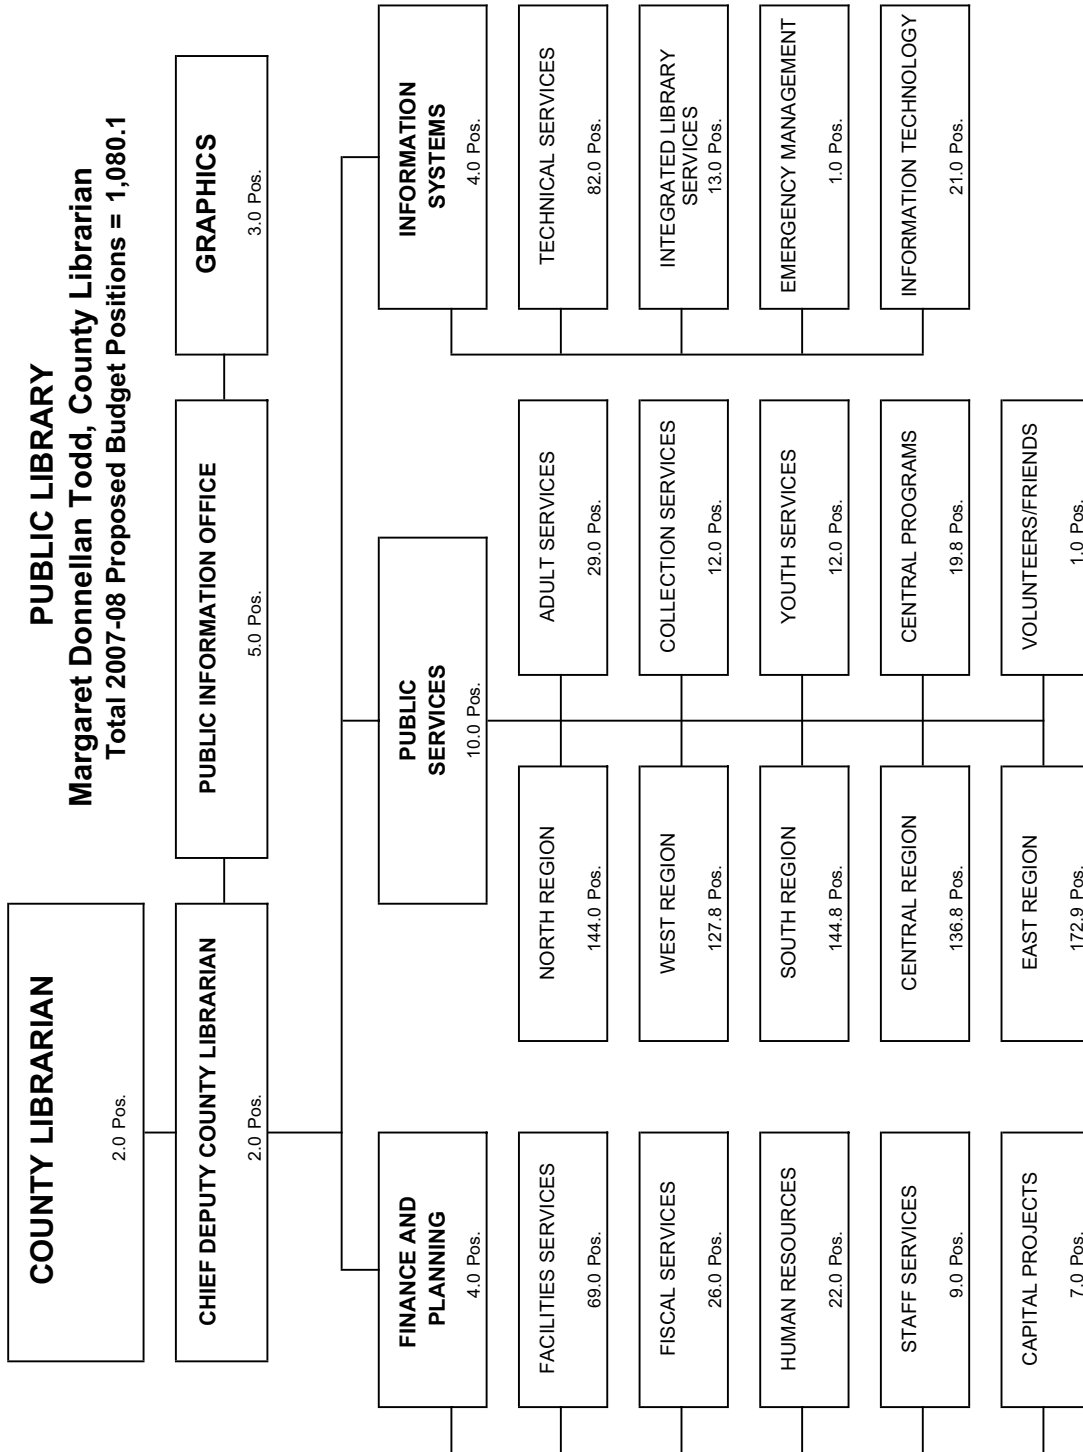 PUBLIC LIBRARY
Margaret Donnellan Todd, County Librarian
Total 2007-08 Proposed Budget Positions = 1,080.1
COUNTY LIBRARIAN
2.0 Pos.
CHIEF DEPUTY COUNTY LIBRARIAN
2.0 Pos.
PUBLIC INFORMATION OFFICE
5.0 Pos.
GRAPHICS
3.0 Pos.
FINANCE AND
PLANNING
4.0 Pos.
FACILITIES SERVICES
69.0 Pos.
FISCAL SERVICES
26.0 Pos.
HUMAN RESOURCES
22.0 Pos.
STAFF SERVICES
9.0 Pos.
CAPITAL PROJECTS
7.0 Pos.
PUBLIC
SERVICES
10.0 Pos.
NORTH REGION
144.0 Pos.
WEST REGION
127.8 Pos.
SOUTH REGION
144.8 Pos.
CENTRAL REGION
136.8 Pos.
EAST REGION
172.9 Pos.
ADULT SERVICES
29.0 Pos.
COLLECTION SERVICES
12.0 Pos.
YOUTH SERVICES
12.0 Pos.
CENTRAL PROGRAMS
19.8 Pos.
VOLUNTEERS/FRIENDS
1.0 Pos.
INFORMATION
SYSTEMS
4.0 Pos.
TECHNICAL SERVICES
82.0 Pos.
INTEGRATED LIBRARY
SERVICES
13.0 Pos.
EMERGENCY MANAGEMENT
1.0 Pos.
INFORMATION TECHNOLOGY
21.0 Pos.